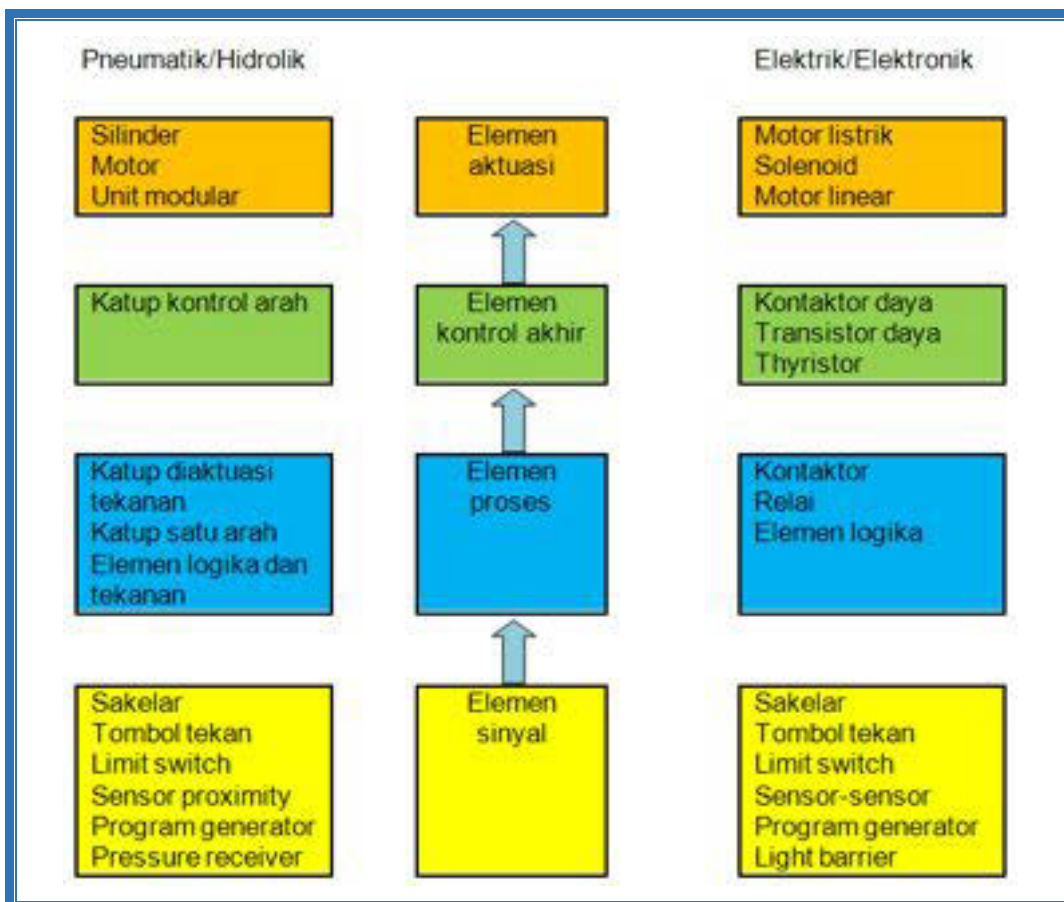 Pneumatik/Hidrolik
Elektrik/Elektronik
Silinder
Motor
Unit modular
Elemen
aktuasi
Motor listrik
Solenoid
Motor linear
Katup kontrol arah
Elemen
kontrol akhir
Kontaktor daya
Transistor daya
Thyristor
Katup diaktuasi
tekanan
Katup satu arah
Elemen logika dan
tekanan
Elemen
proses
Kontaktor
Relai
Elemen logika
Sakelar
Tombol tekan
Limit switch
Sensor proximity
Program generator
Pressure receiver
Elemen
sinyal
Sakelar
Tombol tekan
Limit switch
Sensor-sensor
Program generator
Light barrier